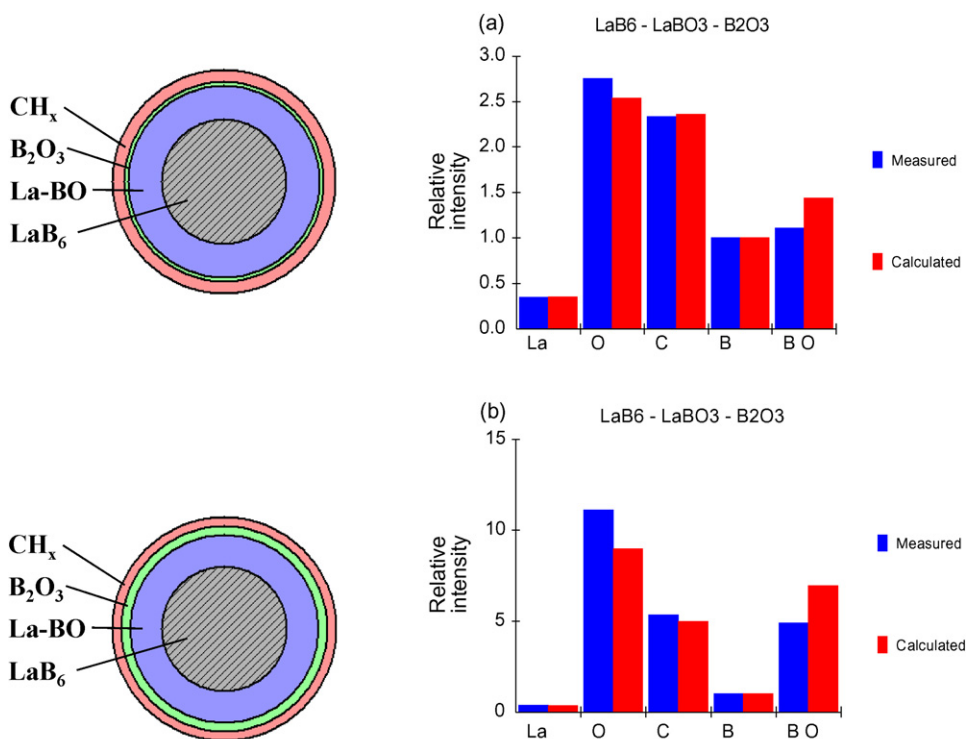 CHₓ
B₂O₃
La-BO
LaB₆
(a)
LaB6 - LaBO3 - B2O3
Relative
intensity
3.0
2.5
2.0
1.5
1.0
0.5
0.0
La
O
C
B
B O
Measured
Calculated
CHₓ
B₂O₃
La-BO
LaB₆
(b)
LaB6 - LaBO3 - B2O3
Relative
intensity
15
10
5
0
La
O
C
B
B O
Measured
Calculated